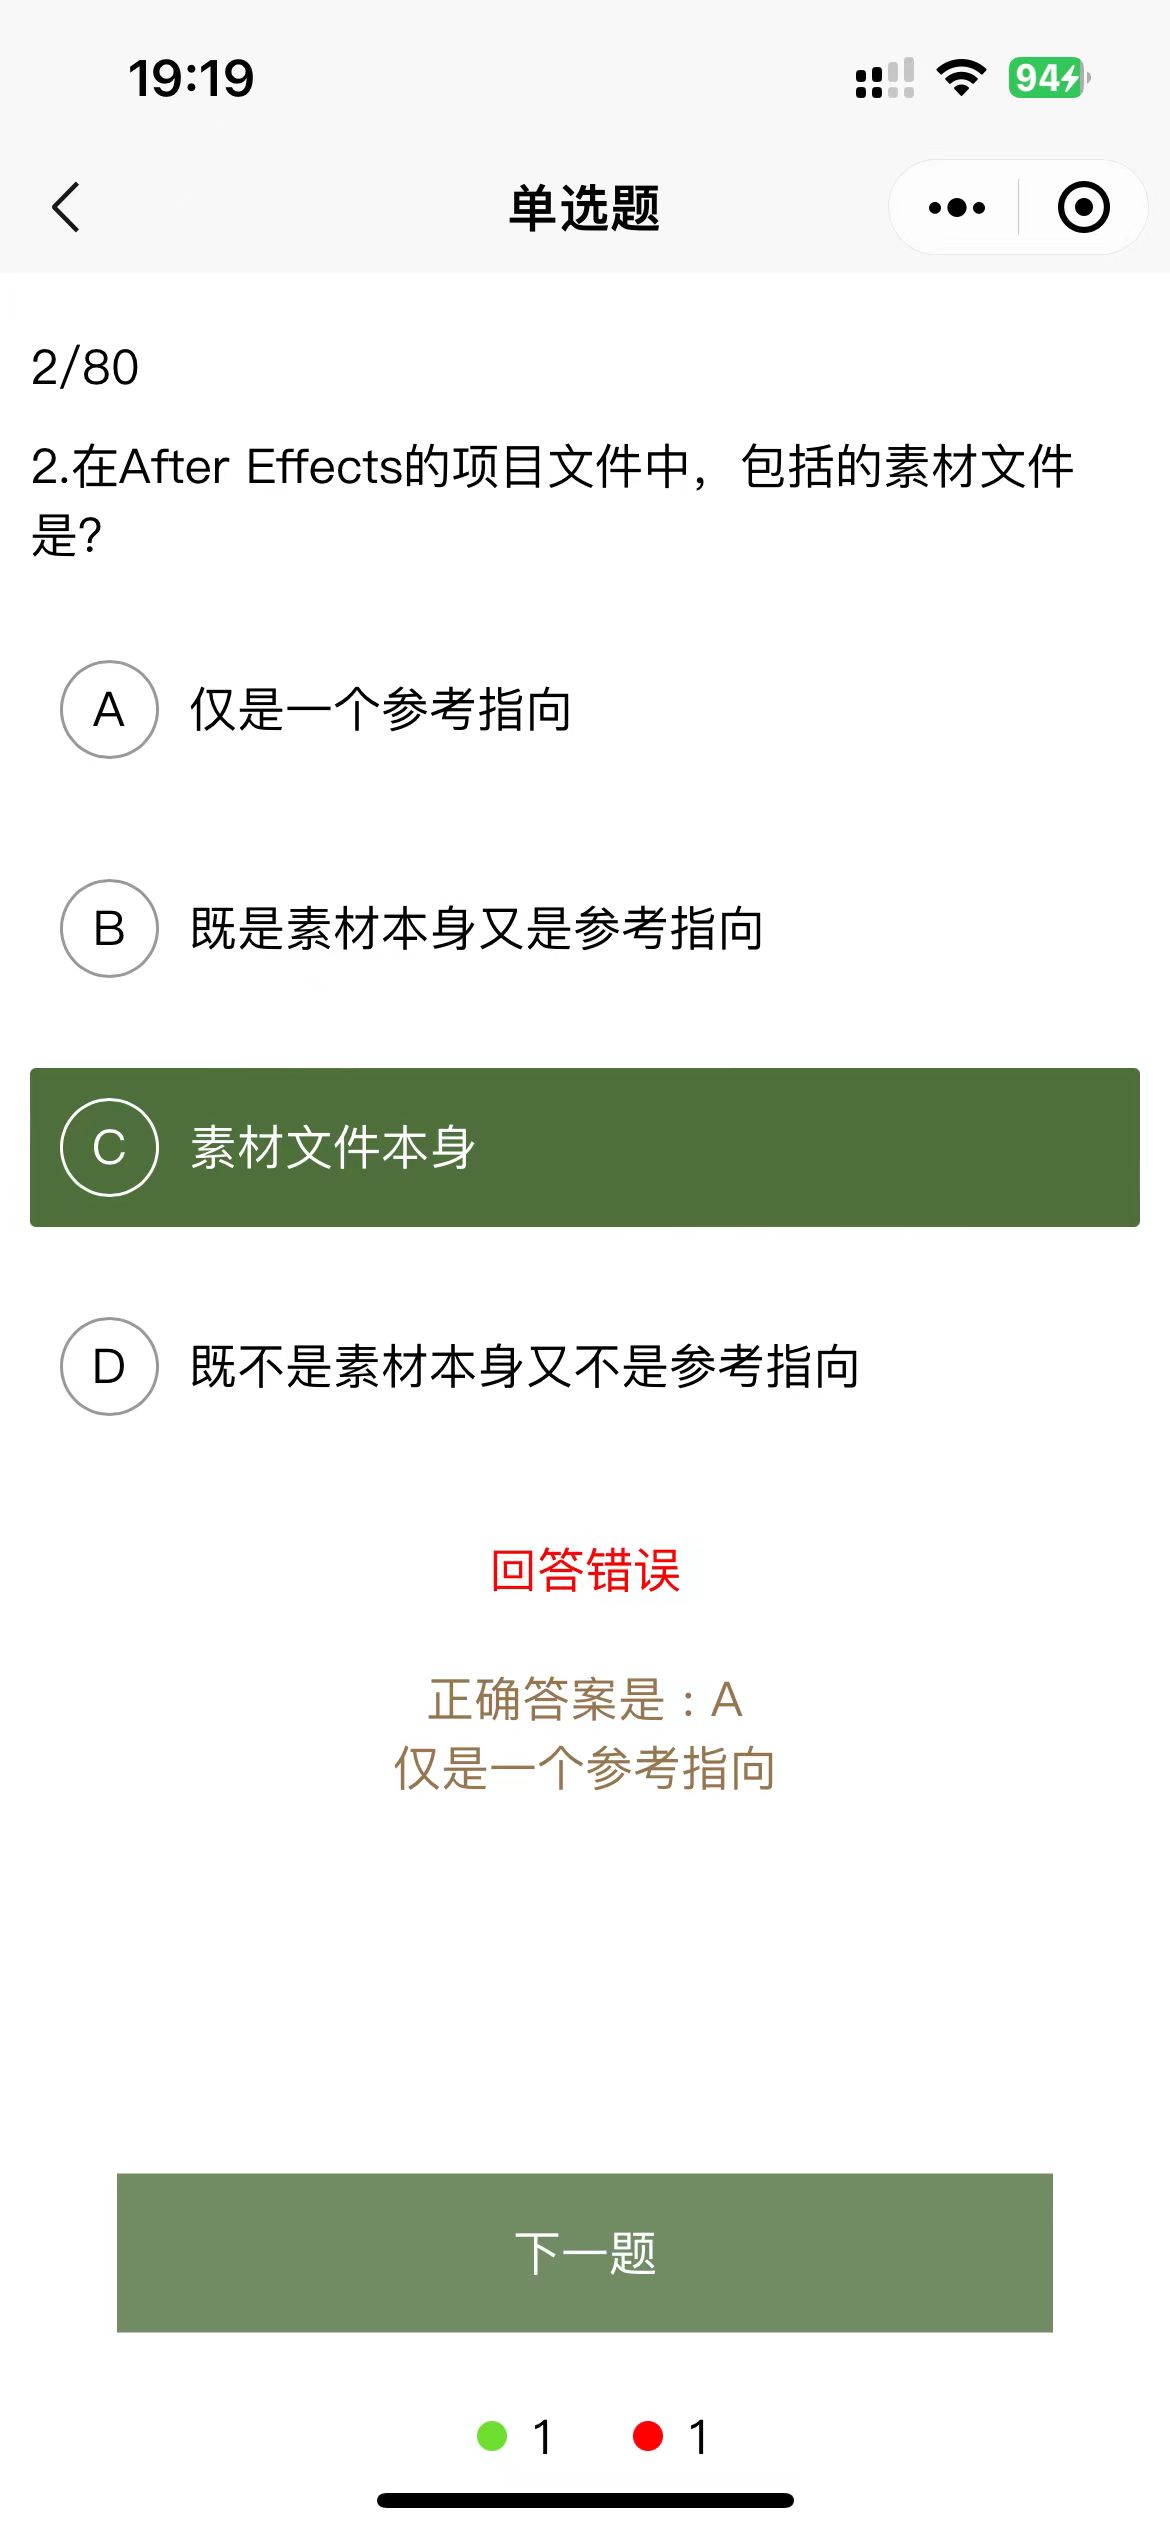 19:19
94
单选题
2/80
2.在After Effects的项目文件中，包括的素材文件
是？
A 仅是一个参考指向
B 既是素材本身又是参考指向
C 素材文件本身
D 既不是素材本身又不是参考指向
回答错误
正确答案是：A
仅是一个参考指向
下一题
1 1